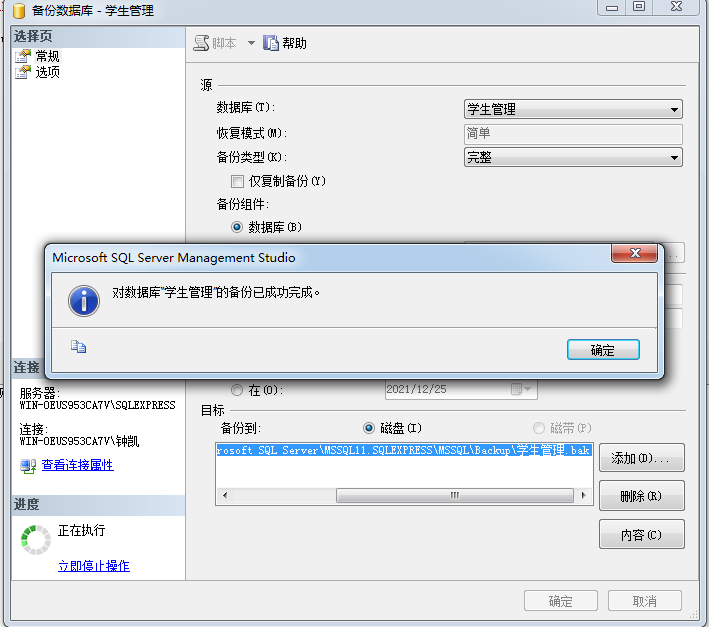 备份数据库 - 学生管理
选择页
常规
选项
脚本
帮助
源
数据库(T):
学生管理
恢复模式(M):
简单
备份类型(K):
完整
仅复制备份(Y)
备份组件:
数据库(B)
Microsoft SQL Server Management Studio
对数据库"学生管理"的备份已成功完成。
确定
在(O):
2021/12/25
目标
备份到:
磁盘(I)
磁带(P)
rosoft SQL Server\MSSQL11.SQLEXPRESS\MSSQL\Backup\学生管理.bak
添加(D)...
删除(R)
内容(C)
连接
服务器:
WIN-OEUS953CA7V\SQLEXPRESS
连接:
WIN-OEUS953CA7V\钟凯
查看连接属性
进度
正在执行
立即停止操作
确定
取消